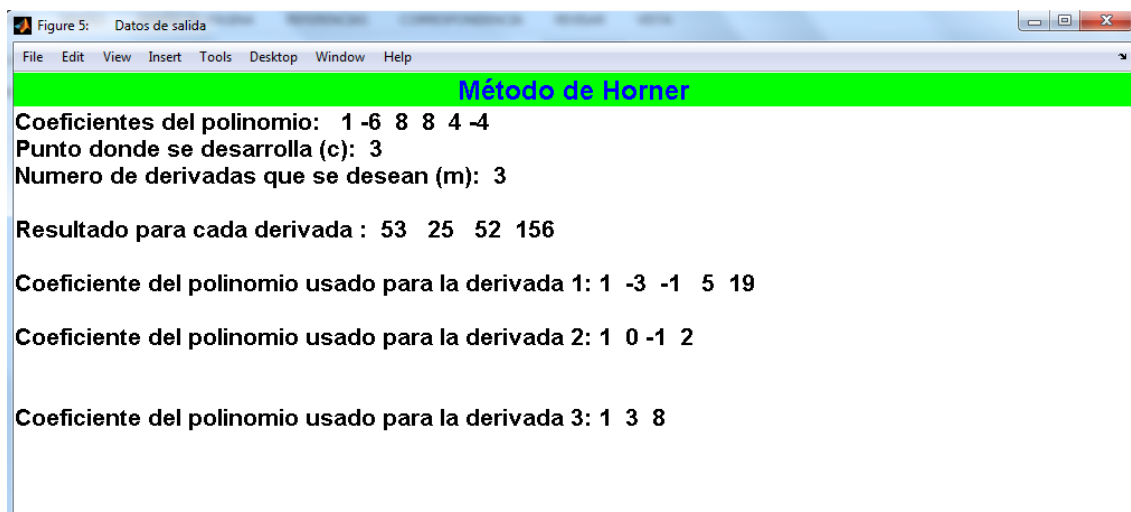 Figure 5: Datos de salida
File Edit View Insert Tools Desktop Window Help
Método de Horner
Coeficientes del polinomio: 1 -6 8 8 4 -4
Punto donde se desarrolla (c): 3
Numero de derivadas que se desean (m): 3
Resultado para cada derivada : 53 25 52 156
Coeficiente del polinomio usado para la derivada 1: 1 -3 -1 5 19
Coeficiente del polinomio usado para la derivada 2: 1 0 -1 2
Coeficiente del polinomio usado para la derivada 3: 1 3 8